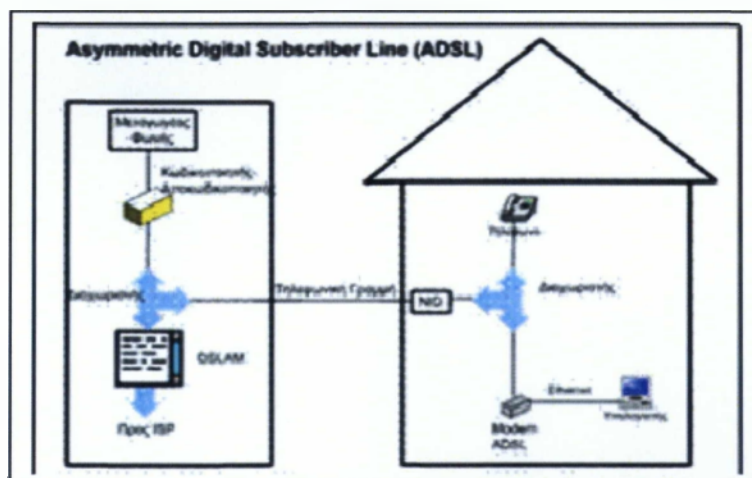 Asymmetric Digital Subscriber Line (ADSL)
Μεταγωγέας
Φωνής
Κωδικοποιητής-
Αποκωδικοποιητής
Διαχωριστής
Τηλεφωνική Γραμμή
NID
Διαχωριστής
Τηλέφωνο
DSLAM
Προς ISP
Ethernet
Modem
ADSL
Υπολογιστής